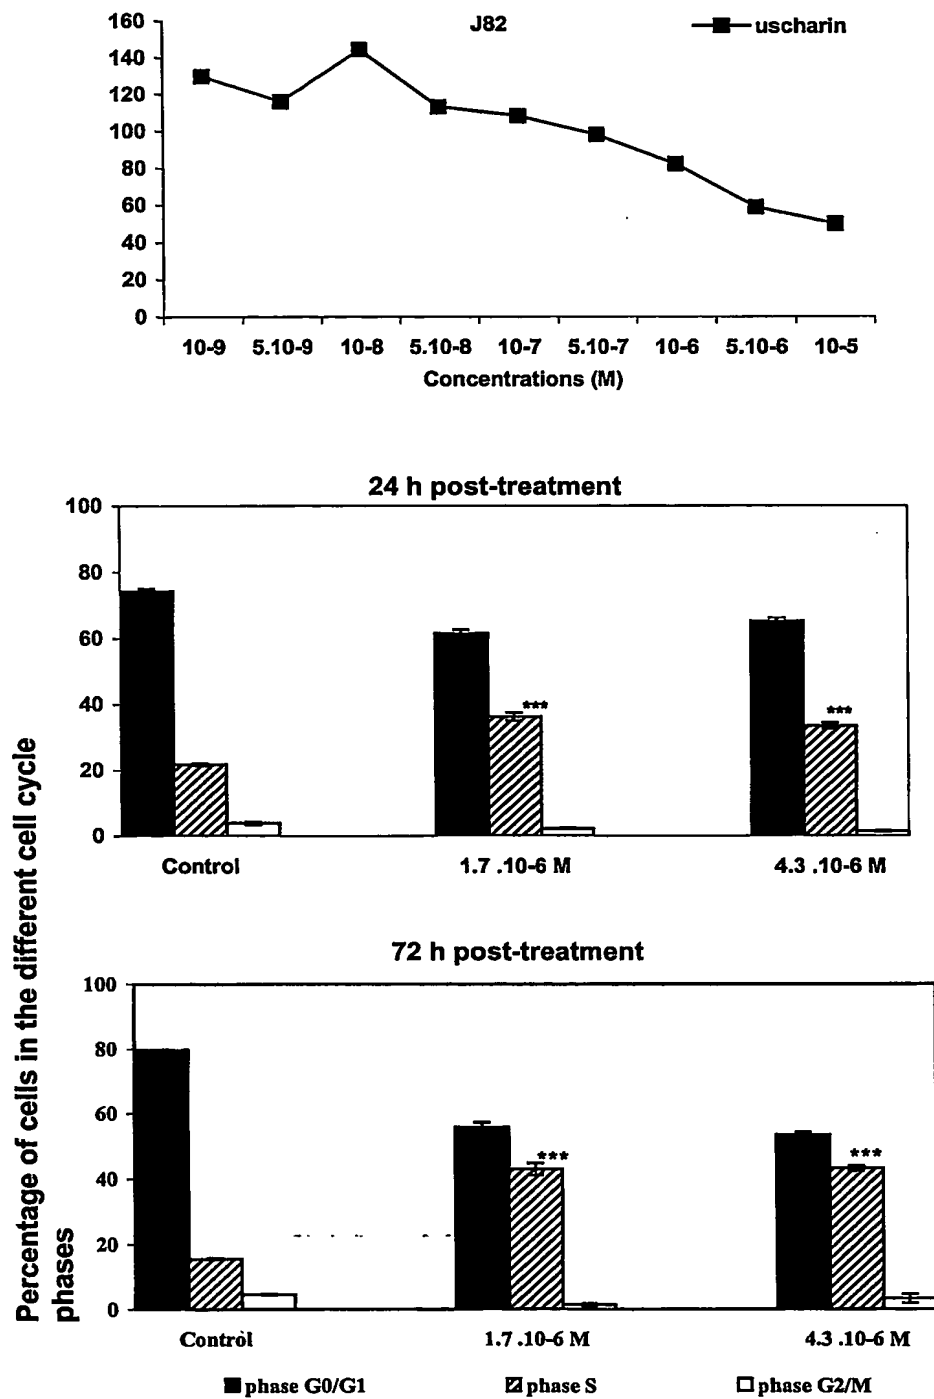 J82
uscharin
160
140
120
100
80
60
40
20
0
10-9 5.10-9 10-8 5.10-8 10-7 5.10-7 10-6 5.10-6 10-5
Concentrations (M)
Percentage of cells in the different cell cycle
phases
24 h post-treatment
100
80
60
40
20
0
***
***
Control 1.7 .10-6 M 4.3 .10-6 M
72 h post-treatment
100
80
60
40
20
0
***
***
Control 1.7 .10-6 M 4.3 .10-6 M
phase G0/G1 phase S phase G2/M